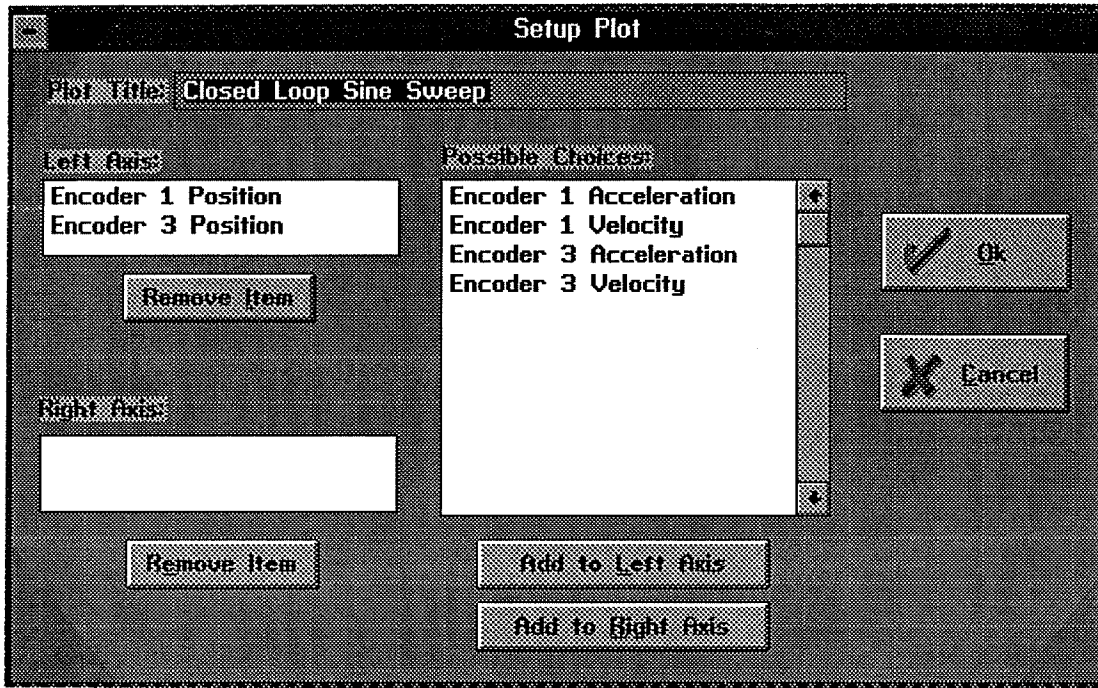 Setup Plot
Plot Title: Closed Loop Sine Sweep
Left Axis:
Encoder 1 Position
Encoder 3 Position
Remove Item
Right Axis:
Remove Item
Possible Choices:
Encoder 1 Acceleration
Encoder 1 Velocity
Encoder 3 Acceleration
Encoder 3 Velocity
Add to Left Axis
Add to Right Axis
Ok
Cancel